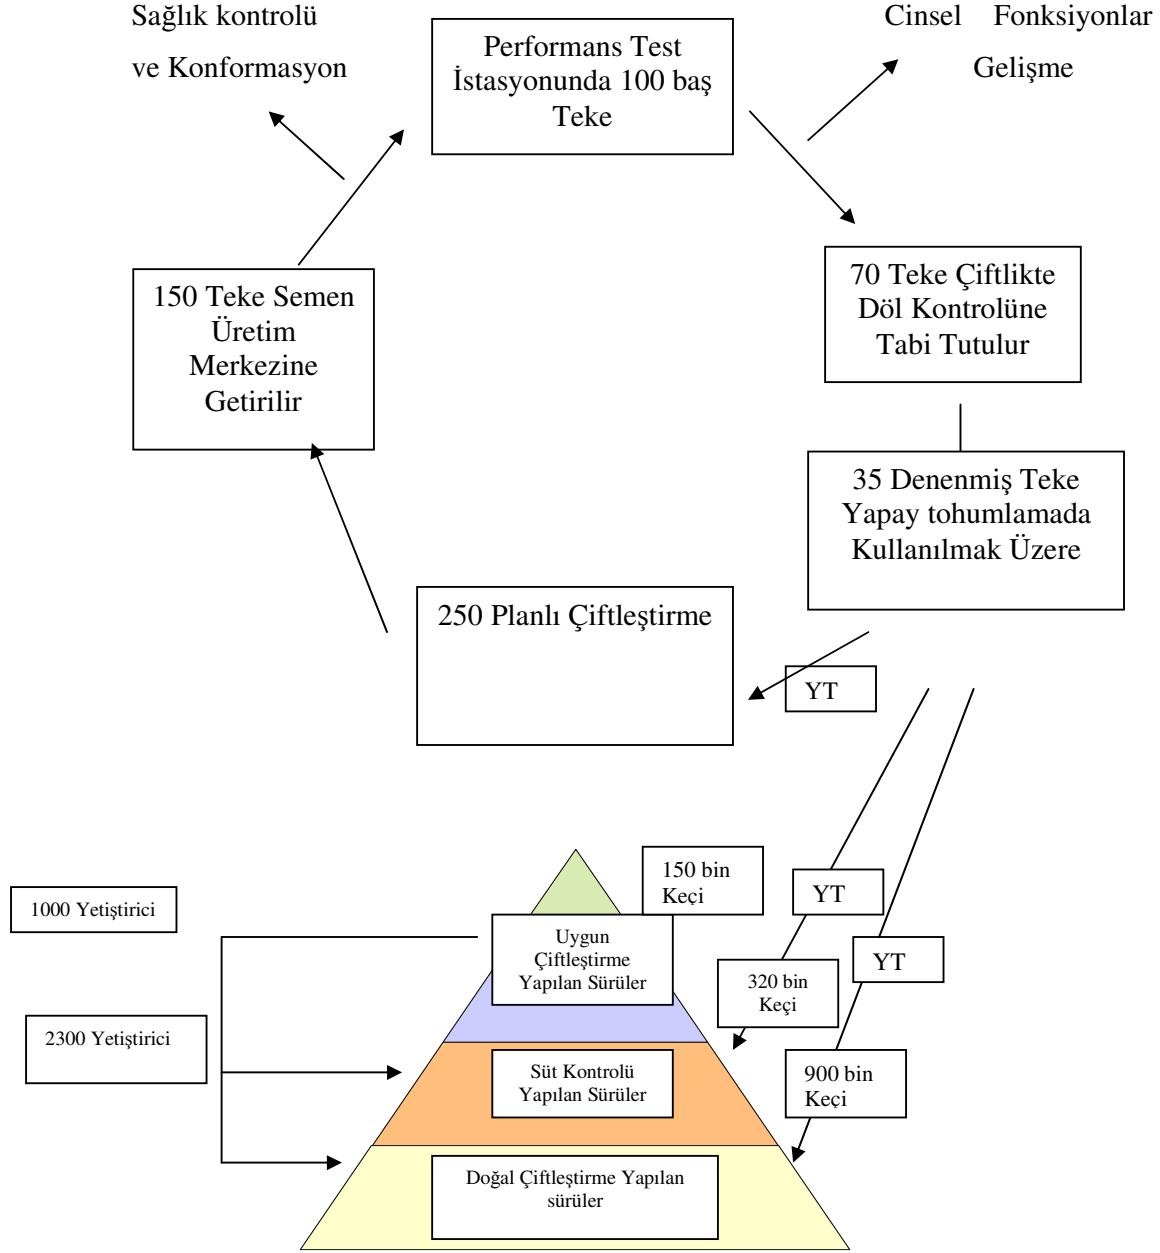 Sağlık kontrolü
ve Konformasyon
Performans Test
İstasyonunda 100 baş
Teke
Cinsel Fonksiyonlar
Gelişme
150 Teke Semen
Üretim
Merkezine
Getirilir
70 Teke Çiftlikte
Döl Kontrolüne
Tabi Tutulur
35 Denenmiş Teke
Yapay tohumlamada
Kullanılmak Üzere
250 Planlı Çiftleştirme
YT
150 bin
Keçi
YT
1000 Yetiştirici
Uygun
Çiftleştirme
Yapılan Sürüler
YT
320 bin
Keçi
2300 Yetiştirici
Süt Kontrolü
Yapılan Sürüler
900 bin
Keçi
Doğal Çiftleştirme Yapılan
sürüler